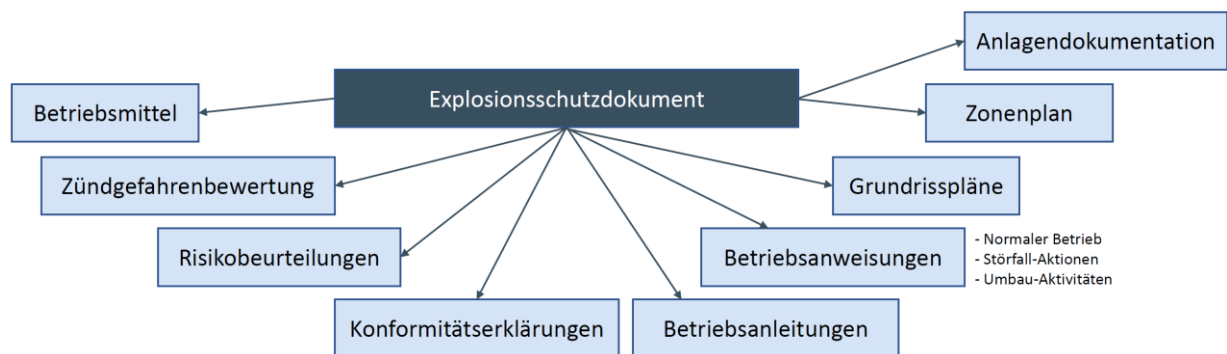 Anlagendokumentation
Explosionsschutzdokument
Betriebsmittel
Zonenplan
Zündgefahrenbewertung
Grundrisspläne
Risikobeurteilungen
Betriebsanweisungen
- Normaler Betrieb
- Störfall-Aktionen
- Umbau-Aktivitäten
Konformitätserklärungen
Betriebsanleitungen